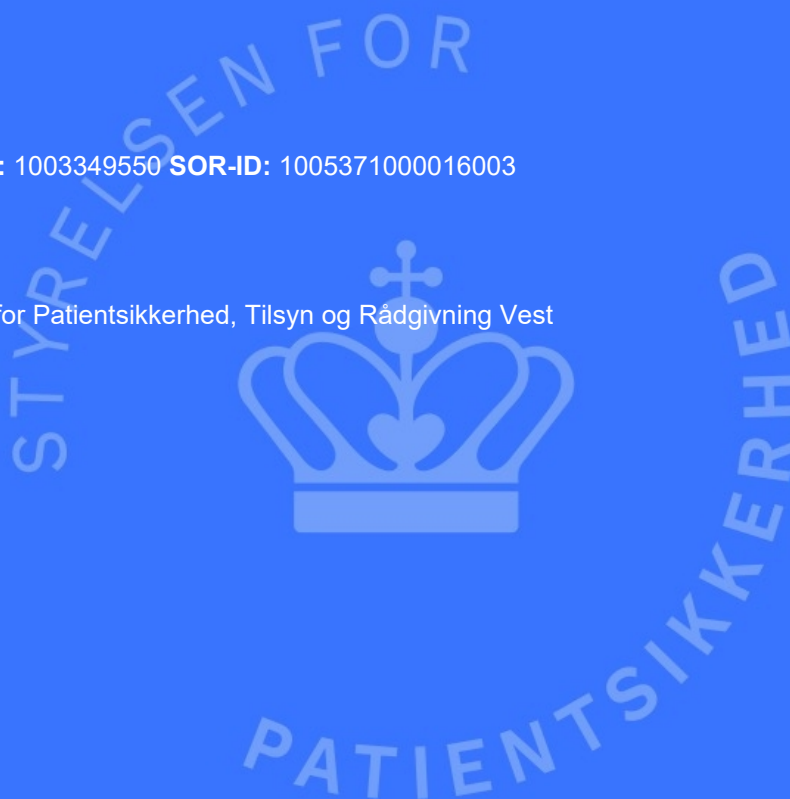 STYRELSEN FOR
: 1003349550 SOR-ID: 1005371000016003
for Patientsikkerhed, Tilsyn og Rådgivning Vest
PATIENTSIKKERHED